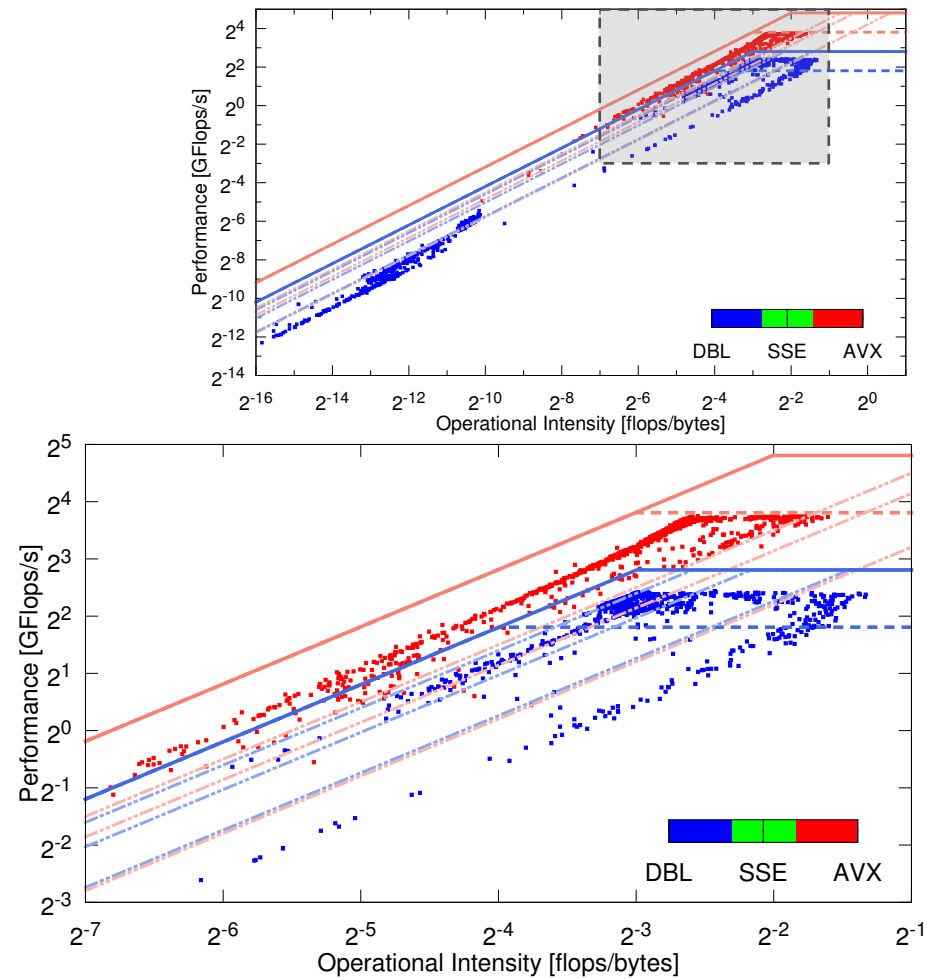 2^4
2^2
2^0
2^-2
2^-4
2^-6
2^-8
2^-10
2^-12
2^-14
Performance [GFlops/s]
DBL SSE AVX
2^-16 2^-14 2^-12 2^-10 2^-8 2^-6 2^-4 2^-2 2^0
Operational Intensity [flops/bytes]
2^5
2^4
2^3
2^2
2^1
2^0
2^-1
2^-2
2^-3
Performance [GFlops/s]
DBL SSE AVX
2^-7 2^-6 2^-5 2^-4 2^-3 2^-2 2^-1
Operational Intensity [flops/bytes]